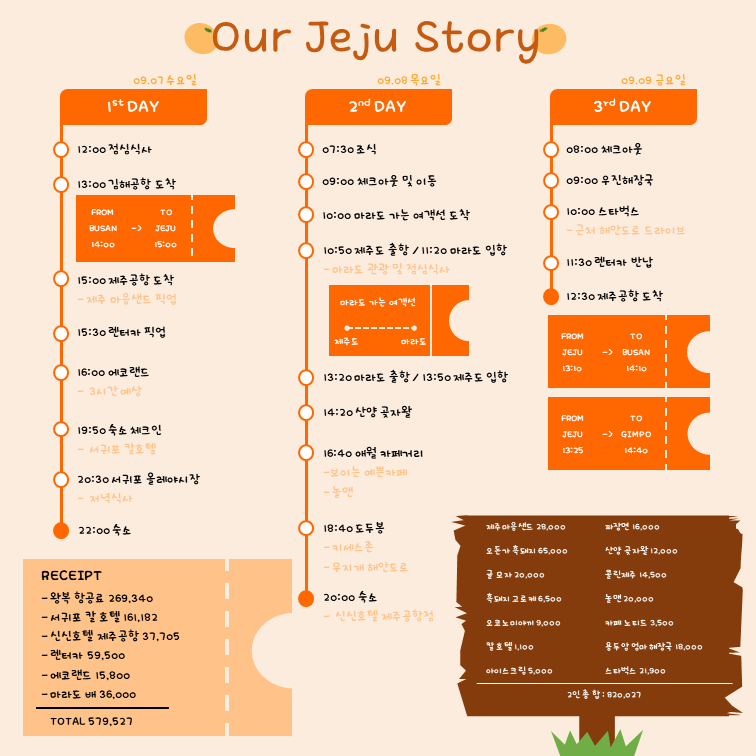 Our Jeju Story
09.07 수요일
1st DAY
12:00 점심식사
13:00 김해공항 도착
FROM TO
BUSAN -> JEJU
14:00 15:00
15:00 제주공항 도착
- 제주 마음샌드 픽업
15:30 렌터카 픽업
16:00 에코랜드
- 3시간 예상
19:50 숙소 체크인
- 서귀포 칼호텔
20:30 서귀포 올레야시장
- 저녁식사
22:00 숙소
RECEIPT
- 왕복 항공료 269,340
- 서귀포 칼 호텔 161,182
- 신신호텔 제주공항 37,705
- 렌터카 59,500
- 에코랜드 15,800
- 마라도 배 36,000
TOTAL 579,527
09.08 목요일
2nd DAY
07:30 조식
09:00 체크아웃 및 이동
10:00 마라도 가는 여객선 도착
10:50 제주도 출항 / 11:20 마라도 입항
- 마라도 관광 및 점심식사
마라도 가는 여객선
제주도 마라도
13:20 마라도 출항 / 13:50 제주도 입항
14:20 산양 곶자왈
16:40 애월 카페거리
- 보이는 예쁜카페
- 놀맨
18:40 도두봉
- 키세스존
- 무지개 해안도로
20:00 숙소
- 신신호텔 제주공항점
09.09 금요일
3rd DAY
08:00 체크아웃
09:00 우진해장국
10:00 스타벅스
- 근처 해안도로 드라이브
11:30 렌터카 반납
12:30 제주공항 도착
FROM TO
JEJU -> BUSAN
13:10 14:10
FROM TO
JEJU -> GIMPO
13:25 14:40
제주마음샌드 28,000 짜장면 16,000
오돈카 흑돼지 65,000 산양 곶자왈 12,000
귤 모자 20,000 클린제주 14,500
흑돼지 고로케 6,500 놀맨 20,000
오코노미야끼 9,000 카페 노티드 3,500
칼호텔 1,100 용두암 엄마 해장국 18,000
아이스크림 5,000 스타벅스 21,900
2인 총 합 : 820,027